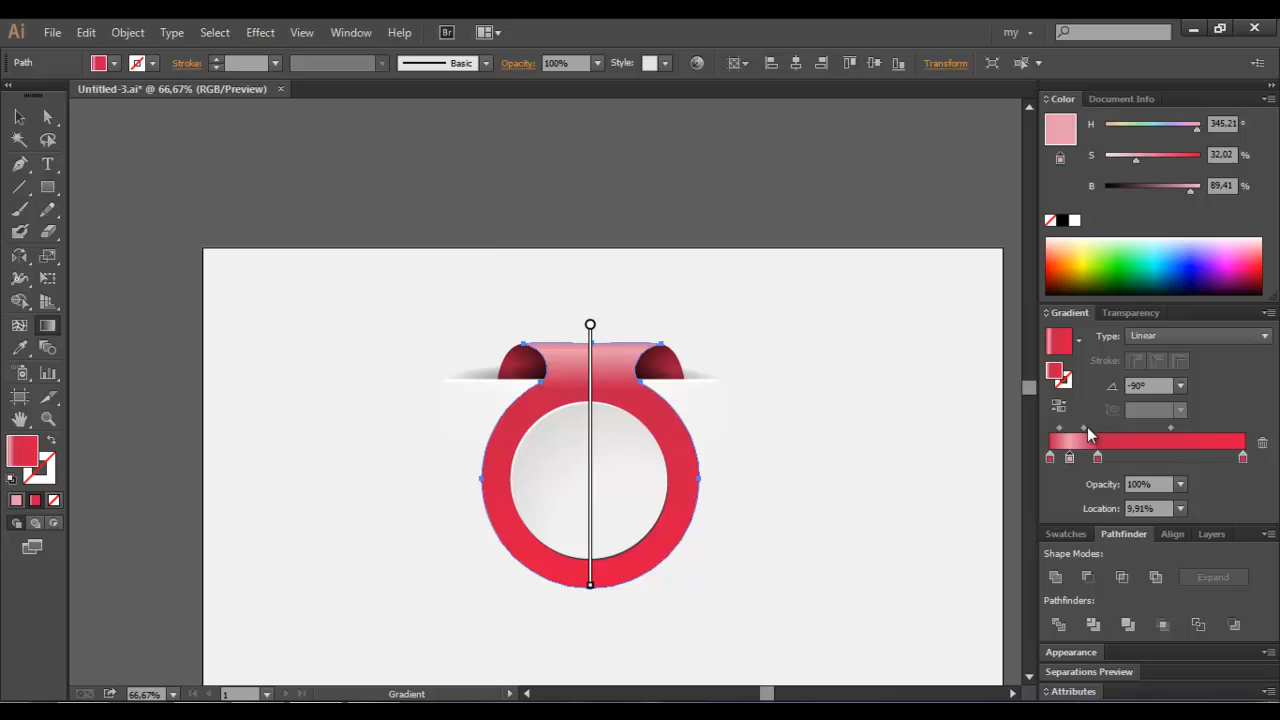 Ai File Edit Object Type Select Effect View Window Help Br my
Path Stroke: Basic Opacity: 100% Style: Transform
Untitled-3.ai* @ 66,67% (RGB/Preview) ×
Color Document Info
H 345,21 °
S 32,02 %
B 89,41 %
Gradient Transparency
Type: Linear
Stroke:
-90°
Opacity: 100%
Location: 9,91%
Swatches Pathfinder Align Layers
Shape Modes:
Expand
Pathfinders:
Appearance
Separations Preview
Attributes
66,67% 1 Gradient